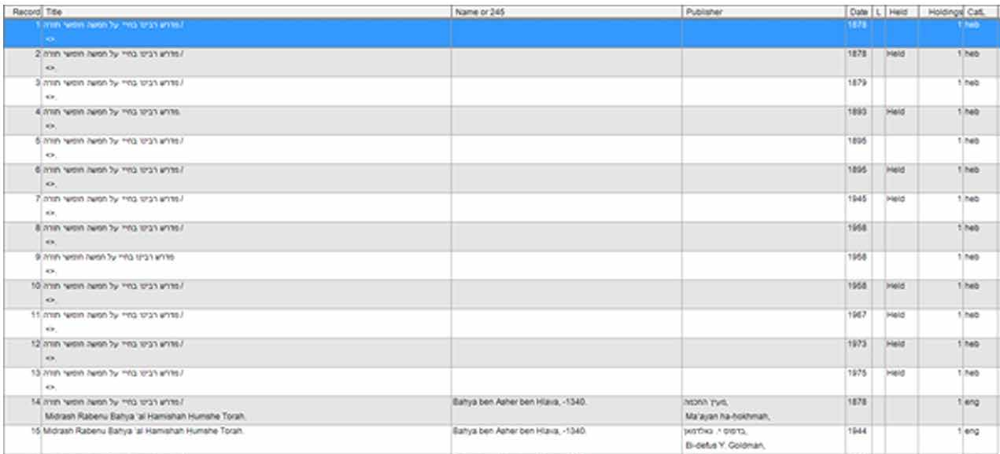 Record Title Name or 245 Publisher Date L Held Holdings CatL
1 מדרש רבינו בחיי על חמשה חומשי תורה / 1878 1 heb
<>.
2 מדרש רבינו בחיי על חמשה חומשי תורה / 1878 Held 1 heb
<>.
3 מדרש רבינו בחיי על חמשה חומשי תורה / 1879 1 heb
<>.
4 מדרש רבינו בחיי על חמשה חומשי תורה. 1893 Held 1 heb
<>.
5 מדרש רבינו בחיי על חמשה חומשי תורה / 1895 1 heb
<>.
6 מדרש רבינו בחיי על חמשה חומשי תורה / 1895 Held 1 heb
<>.
7 מדרש רבינו בחיי על חמשה חומשי תורה / 1945 Held 1 heb
<>.
8 מדרש רבינו בחיי על חמשה חומשי תורה / 1958 1 heb
<>.
9 מדרש רבינו בחיי על חמשה חומשי תורה 1958 1 heb
<>.
10 מדרש רבינו בחיי על חמשה חומשי תורה / 1958 Held 1 heb
<>.
11 מדרש רבינו בחיי על חמשה חומשי תורה / 1967 Held 1 heb
<>.
12 מדרש רבינו בחיי על חמשה חומשי תורה / 1973 Held 1 heb
<>.
13 מדרש רבינו בחיי על חמשה חומשי תורה / 1975 Held 1 heb
<>.
14 מדרש רבינו בחיי על חמשה חומשי תורה / Bahya ben Asher ben Hlava, -1340. מעין החכמה, 1878 1 eng
Midrash Rabenu Bahya 'al Hamishah Humshe Torah. Ma'ayan ha-hokhmah,
15 Midrash Rabenu Bahya 'al Hamishah Humshe Torah. Bahya ben Asher ben Hlava, -1340. בדפוס י. גאלדמאן, 1944 1 eng
Bi-defus Y. Goldman,